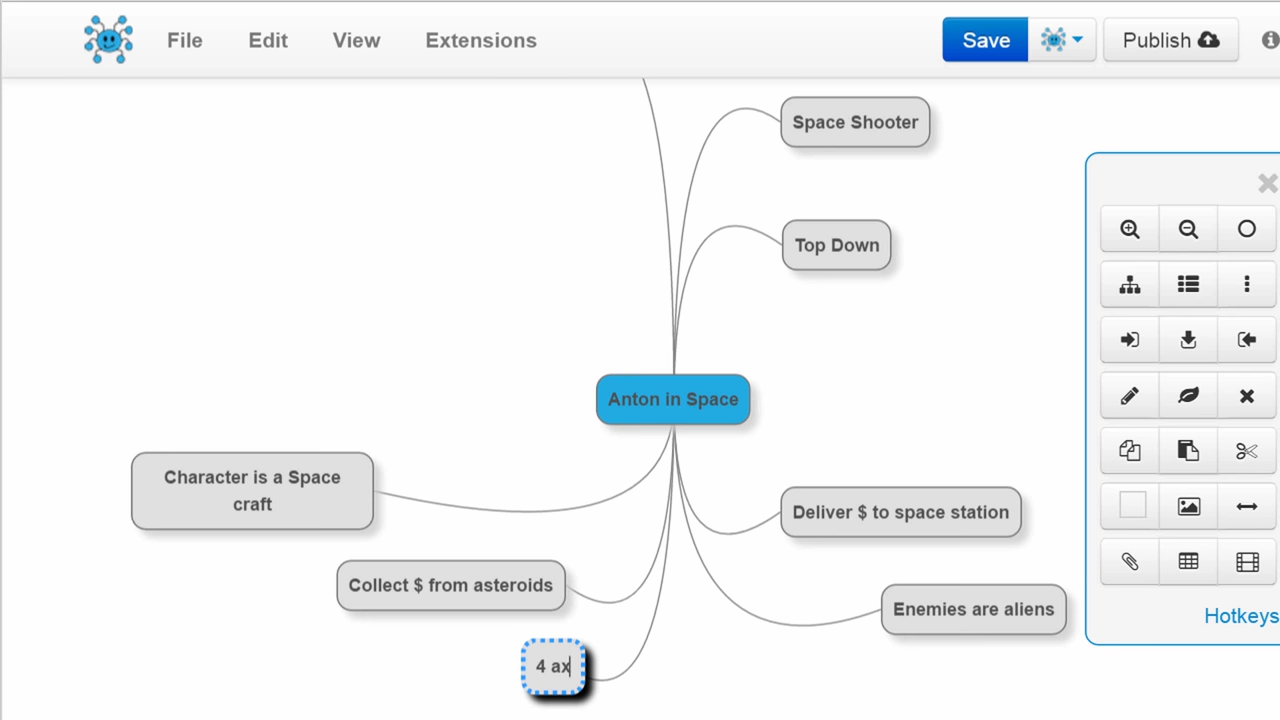 File Edit View Extensions Save Publish
Space Shooter
Top Down
Anton in Space
Character is a Space
craft
Deliver $ to space station
Collect $ from asteroids
Enemies are aliens
4 ax
Hotkeys